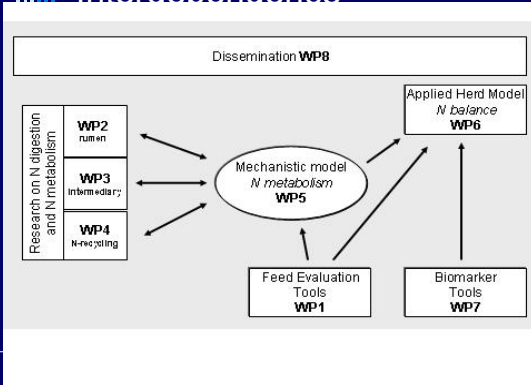 Dissemination WP8
Applied Herd Model
N balance
WP6
Research on N digestion
and N metabolism
WP2
rumen
WP3
Intermediary
WP4
N-recycling
Mechanistic model
N metabolism
WP5
Feed Evaluation
Tools
WP1
Biomarker
Tools
WP7